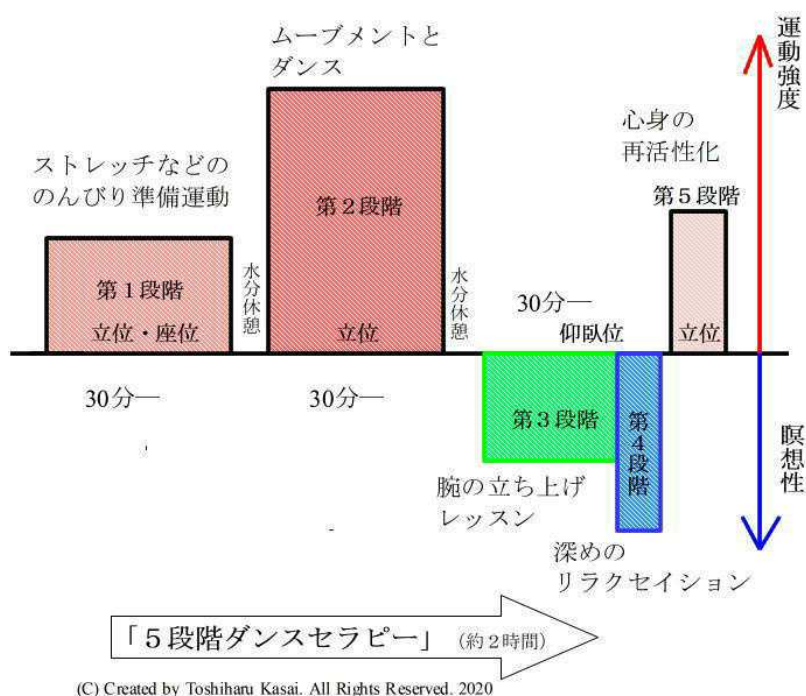 ムーブメントと
ダンス
運動強度
心身の
再活性化
ストレッチなどの
のんびり準備運動
第5段階
第2段階
第1段階
水分休憩
水分休憩
30分―
立位・座位
立位
仰臥位
立位
30分―
30分―
第3段階
第4段階
瞑想性
腕の立ち上げ
レッスン
深めの
リラクセイション
「５段階ダンスセラピー」（約２時間）
(C) Created by Toshiharu Kasai. All Rights Reserved. 2020